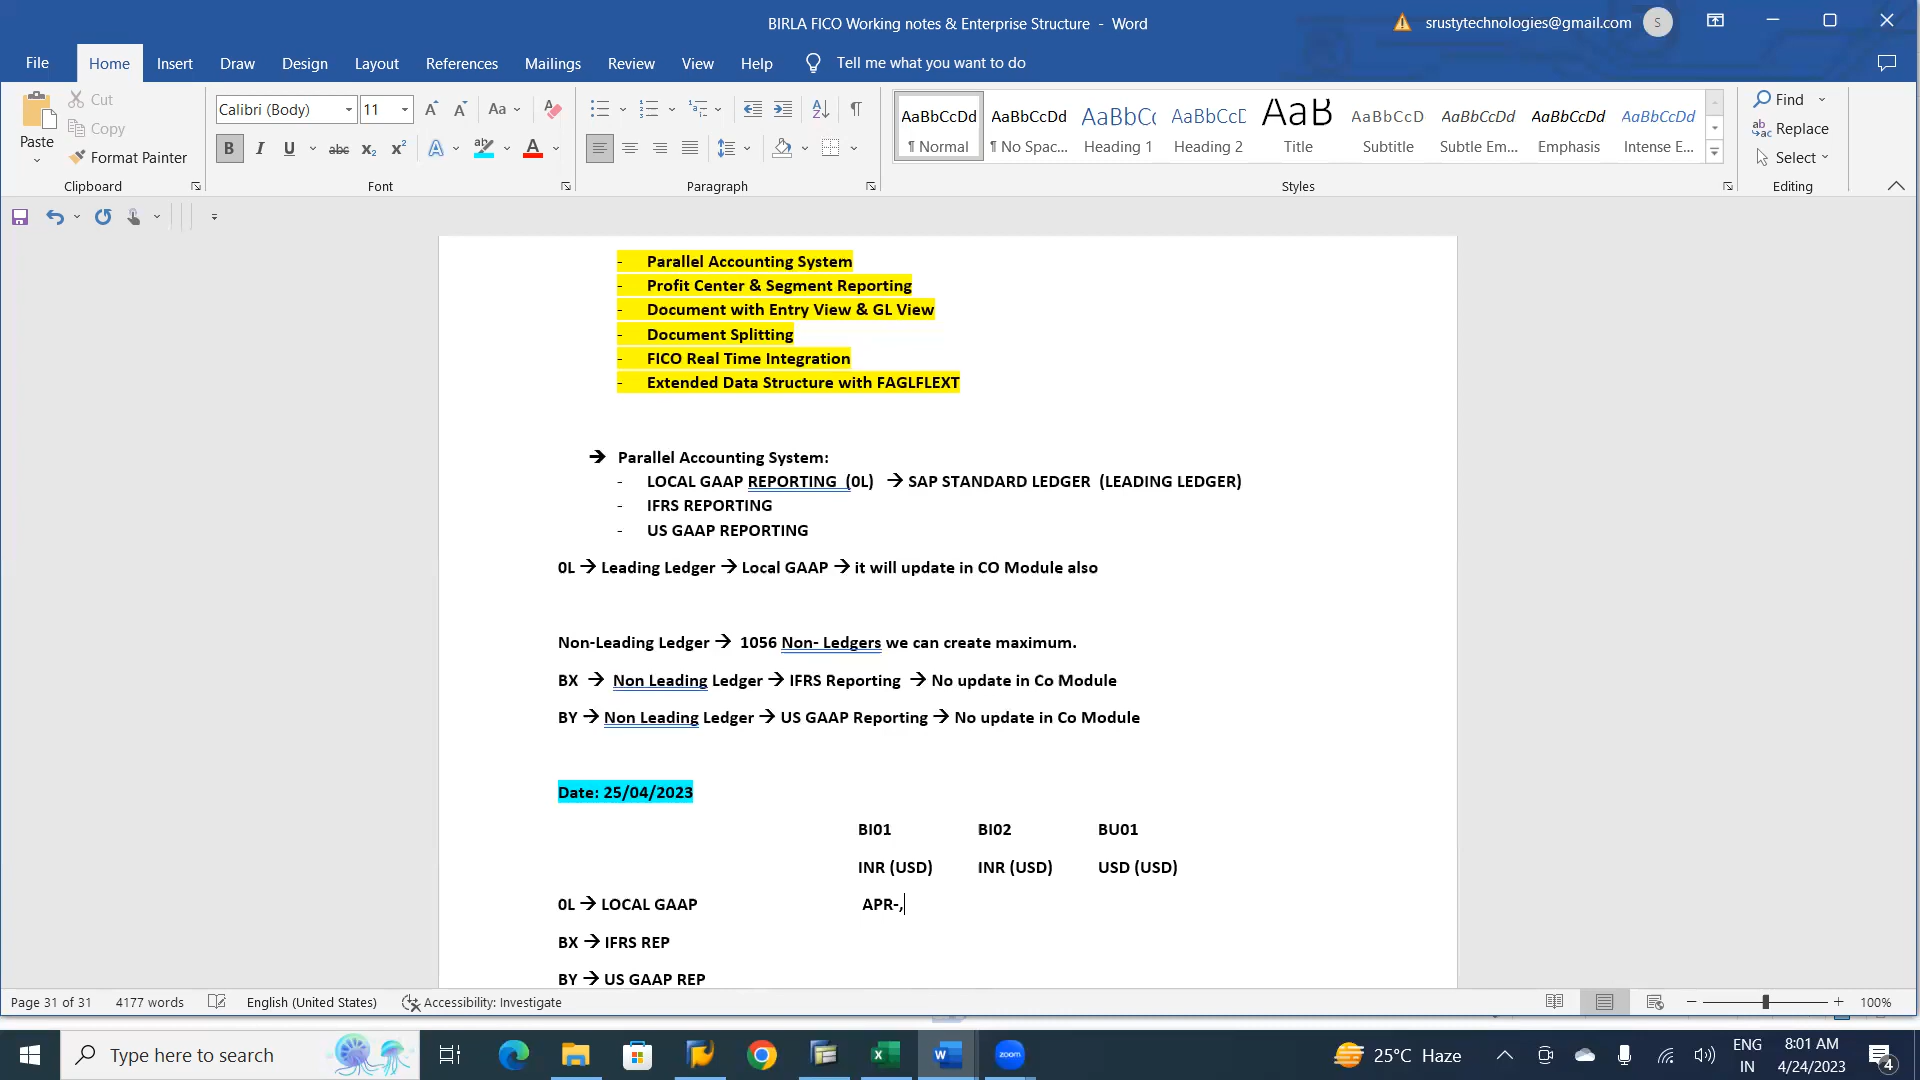 BIRLA FICO Working notes & Enterprise Structure - Word
srustytechnologies@gmail.com
S
File
Home
Insert
Draw
Design
Layout
References
Mailings
Review
View
Help
Tell me what you want to do
Paste
Cut
Copy
Format Painter
Clipboard
Calibri (Body)
11
Font
Paragraph
AaBbCcDd
¶ Normal
AaBbCcDd
¶ No Spac...
AaBbCc
Heading 1
AaBbCcD
Heading 2
AaB
Title
AaBbCcD
Subtitle
AaBbCcDd
Subtle Em...
AaBbCcDd
Emphasis
AaBbCcDd
Intense E...
Styles
Find
Replace
Select
Editing
- Parallel Accounting System
- Profit Center & Segment Reporting
- Document with Entry View & GL View
- Document Splitting
- FICO Real Time Integration
- Extended Data Structure with FAGLFLEXT
→ Parallel Accounting System:
- LOCAL GAAP REPORTING (0L) → SAP STANDARD LEDGER (LEADING LEDGER)
- IFRS REPORTING
- US GAAP REPORTING
0L → Leading Ledger → Local GAAP → it will update in CO Module also
Non-Leading Ledger → 1056 Non- Ledgers we can create maximum.
BX → Non Leading Ledger → IFRS Reporting → No update in Co Module
BY → Non Leading Ledger → US GAAP Reporting → No update in Co Module
Date: 25/04/2023
BI01 BI02 BU01
INR (USD) INR (USD) USD (USD)
0L → LOCAL GAAP APR-,
BX → IFRS REP
BY → US GAAP REP
Page 31 of 31
4177 words
English (United States)
Accessibility: Investigate
100%
Type here to search
zoom
25°C Haze
ENG
IN
8:01 AM
4/24/2023
4